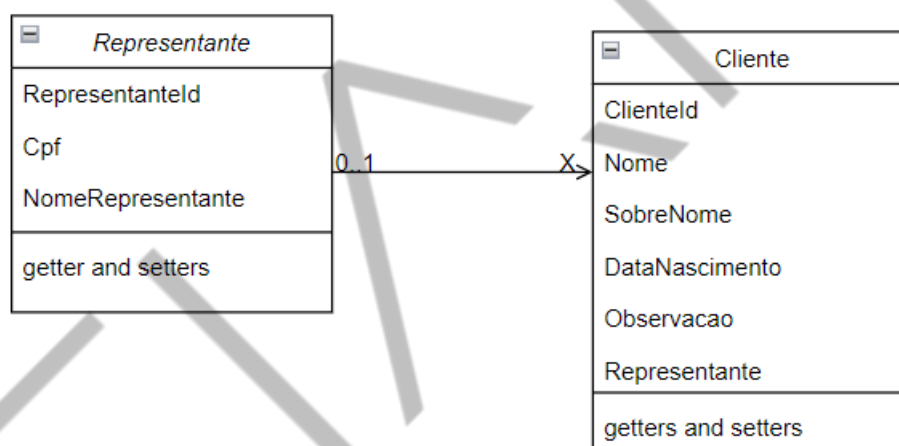 Representante
RepresentanteId
Cpf
NomeRepresentante
getter and setters
0..1
X
Cliente
ClienteId
Nome
SobreNome
DataNascimento
Observacao
Representante
getters and setters